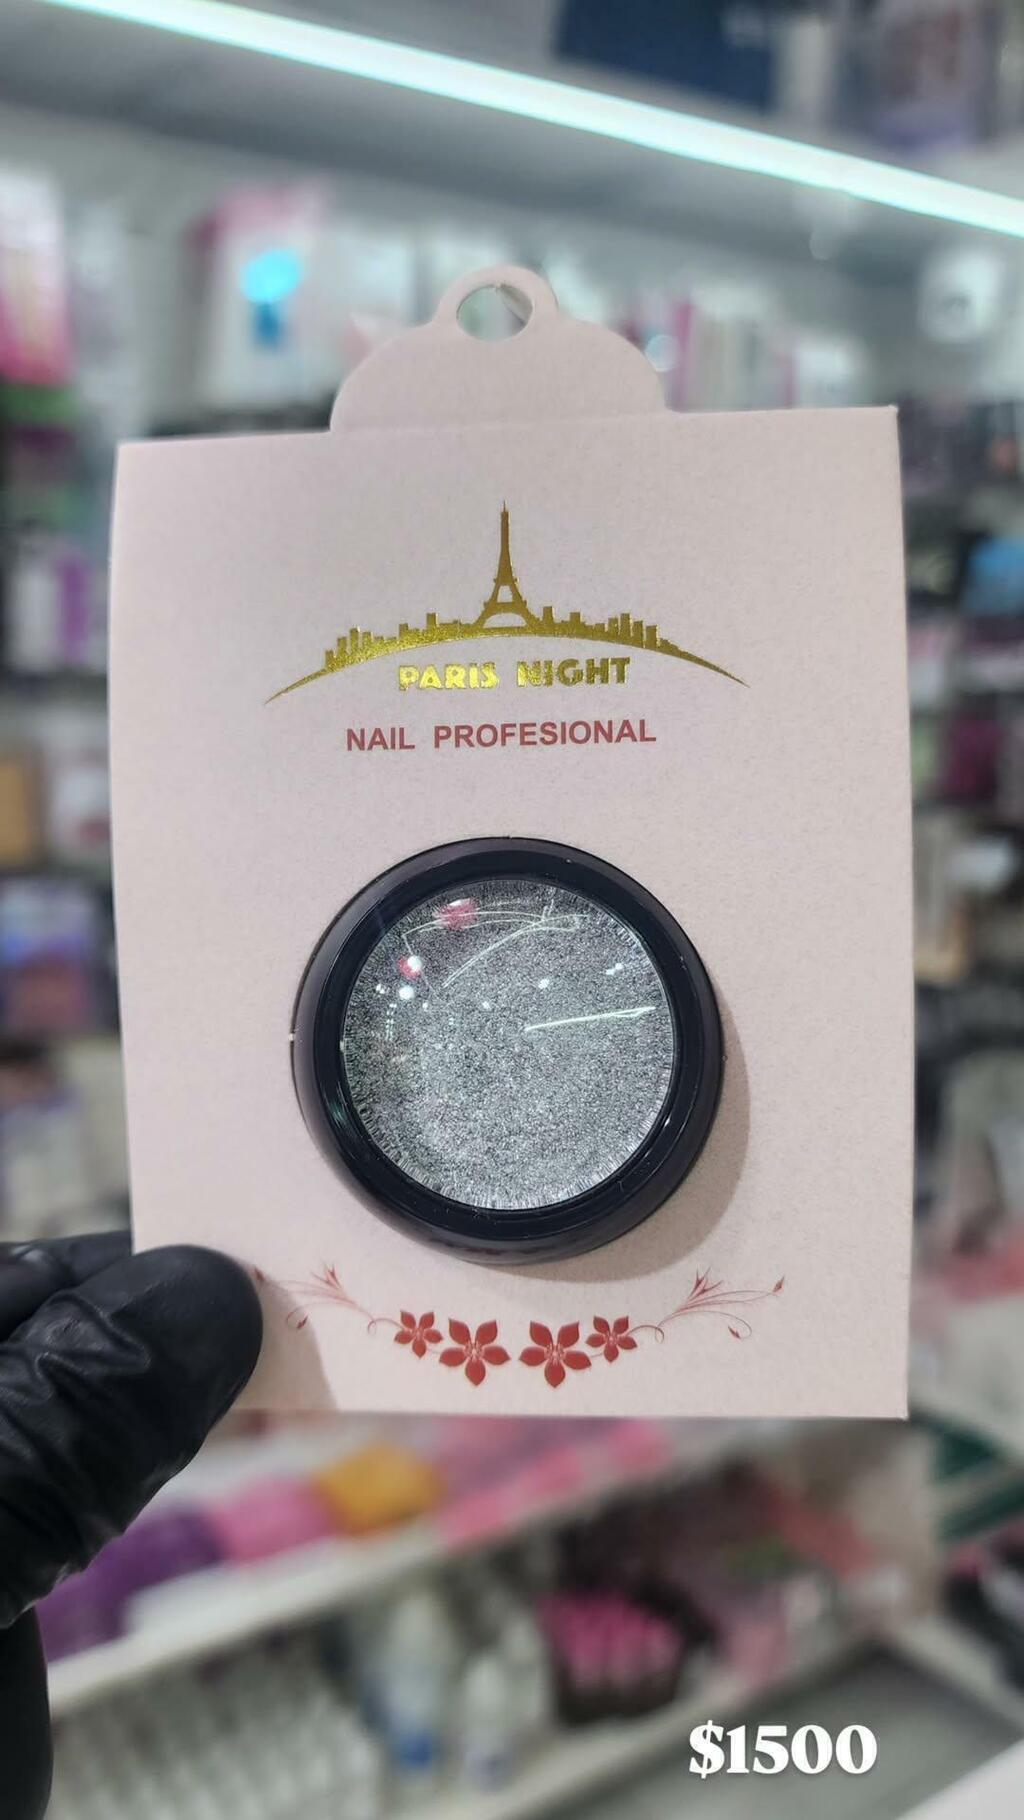 PARIS NIGHT
NAIL PROFESIONAL
$1500